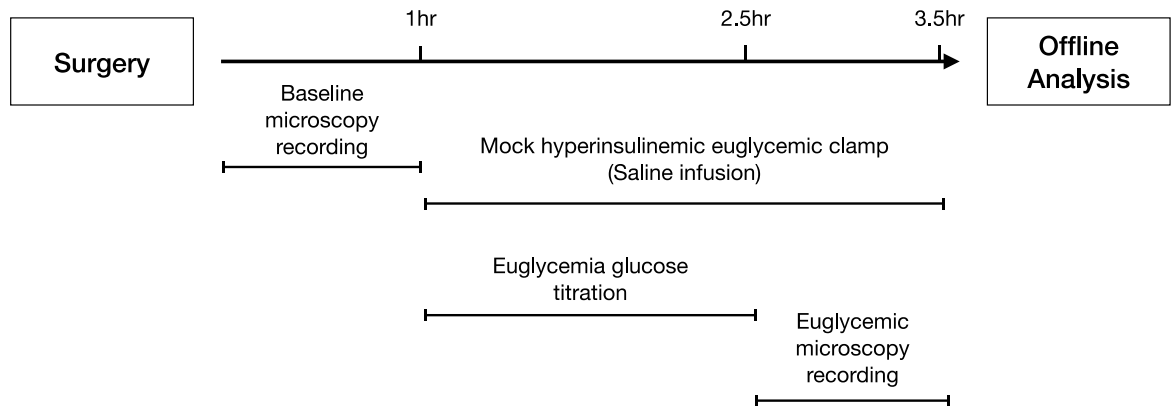 1hr
2.5hr
3.5hr
Surgery
Offline
Analysis
Baseline
microscopy
recording
Mock hyperinsulinemic euglycemic clamp
(Saline infusion)
Euglycemia glucose
titration
Euglycemic
microscopy
recording